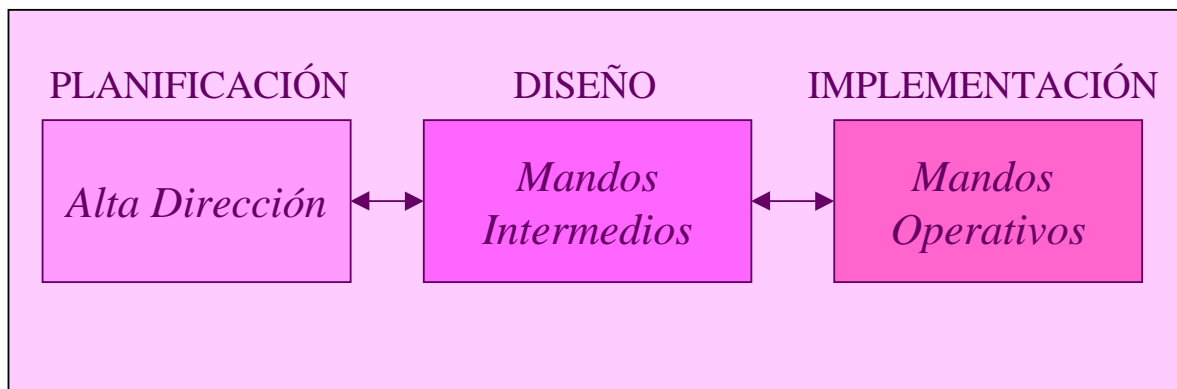 PLANIFICACIÓN
DISEÑO
IMPLEMENTACIÓN
Alta Dirección
Mandos
Intermedios
Mandos
Operativos